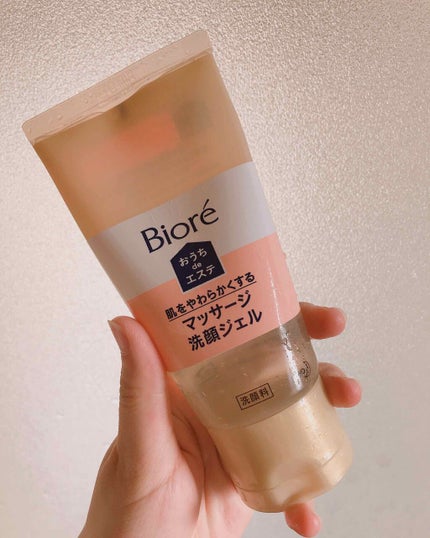 Bioré
おうち
de
エステ
肌をやわらかくする
マッサージ
洗顔ジェル
洗顔料